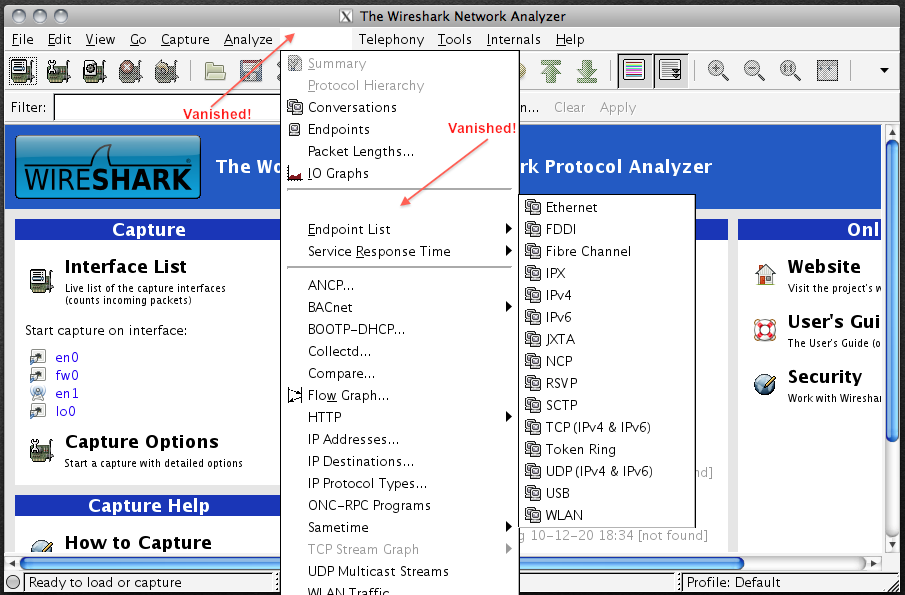 The Wireshark Network Analyzer
File Edit View Go Capture Analyze Telephony Tools Internals Help
Filter: n... Clear Apply
Vanished!
Vanished!
WIRESHARK
The Wo rk Protocol Analyzer
Summary
Protocol Hierarchy
Conversations
Endpoints
Packet Lengths...
IO Graphs
Endpoint List
Service Response Time
ANCP...
BACnet
BOOTP-DHCP...
Collectd...
Compare...
Flow Graph...
HTTP
IP Addresses...
IP Destinations...
IP Protocol Types...
ONC-RPC Programs
Sametime
TCP Stream Graph
UDP Multicast Streams
WLAN Traffic
Ethernet
FDDI
Fibre Channel
IPX
IPv4
IPv6
JXTA
NCP
RSVP
SCTP
TCP (IPv4 & IPv6)
Token Ring
UDP (IPv4 & IPv6)
USB
WLAN
Capture
Interface List
Live list of the capture interfaces
(counts incoming packets)
Start capture on interface:
en0
fw0
en1
lo0
Capture Options
Start a capture with detailed options
Capture Help
How to Capture
nd]
g 10-12-20 18:34 [not found]
Onl
Website
Visit the project's w
User's Gui
The User's Guide (o
Security
Work with Wireshar
Ready to load or capture
Profile: Default